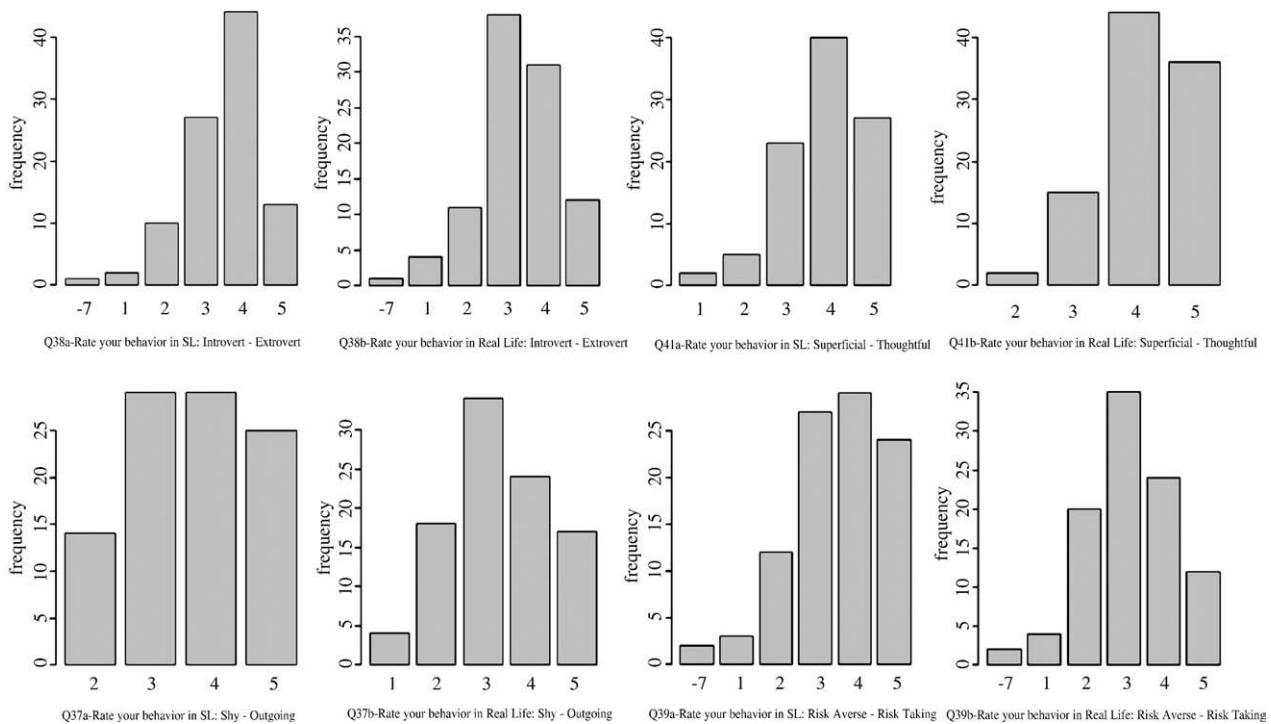 frequency
0 10 20 30 40
-7 1 2 3 4 5
Q38a-Rate your behavior in SL: Introvert - Extrovert
frequency
0 5 10 15 20 25 30 35
-7 1 2 3 4 5
Q38b-Rate your behavior in Real Life: Introvert - Extrovert
frequency
0 10 20 30 40
1 2 3 4 5
Q41a-Rate your behavior in SL: Superficial - Thoughtful
frequency
0 10 20 30 40
2 3 4 5
Q41b-Rate your behavior in Real Life: Superficial - Thoughtful
frequency
0 5 10 15 20 25
2 3 4 5
Q37a-Rate your behavior in SL: Shy - Outgoing
frequency
0 5 10 15 20 25 30
1 2 3 4 5
Q37b-Rate your behavior in Real Life: Shy - Outgoing
frequency
0 5 10 15 20 25
-7 1 2 3 4 5
Q39a-Rate your behavior in SL: Risk Averse - Risk Taking
frequency
0 5 10 15 20 25 30 35
-7 1 2 3 4 5
Q39b-Rate your behavior in Real Life: Risk Averse - Risk Taking